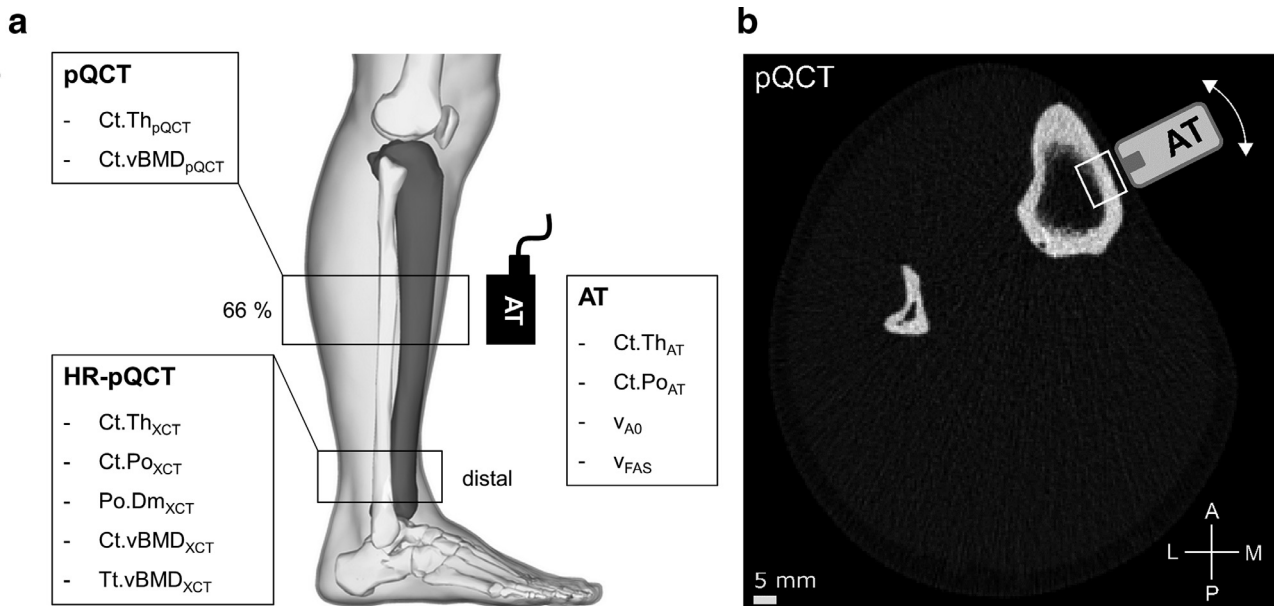 a
pQCT
- Ct.ThpQCT
- Ct.vBMDpQCT
66 %
AT
AT
- Ct.ThAT
- Ct.PoAT
- vA0
- vFAS
HR-pQCT
- Ct.ThXCT
- Ct.PoXCT
- Po.DmXCT
- Ct.vBMDXCT
- Tt.vBMDXCT
distal
b
pQCT
AT
A
L M
P
5 mm